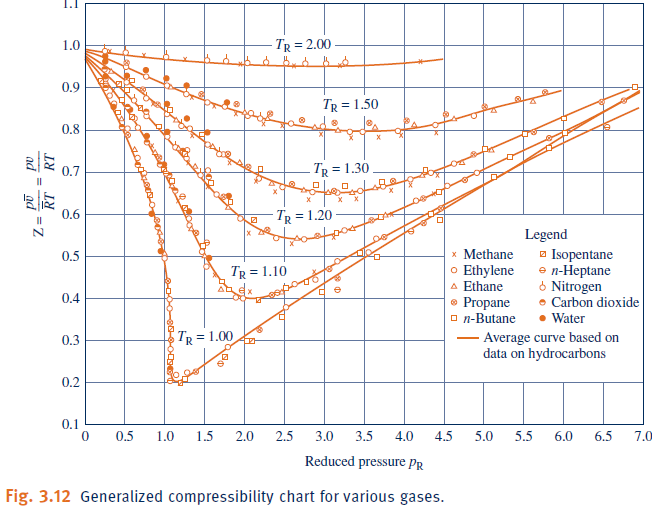 1.1
1.0
0.9
0.8
0.7
0.6
0.5
0.4
0.3
0.2
0.1
Z = pv̅ / R̅T = pv / RT
T_R = 2.00
T_R = 1.50
T_R = 1.30
T_R = 1.20
T_R = 1.10
T_R = 1.00
Legend
× Methane
Ethylene
Ethane
Propane
n-Butane
Isopentane
n-Heptane
Nitrogen
Carbon dioxide
Water
Average curve based on
data on hydrocarbons
0 0.5 1.0 1.5 2.0 2.5 3.0 3.5 4.0 4.5 5.0 5.5 6.0 6.5 7.0
Reduced pressure p_R
Fig. 3.12 Generalized compressibility chart for various gases.